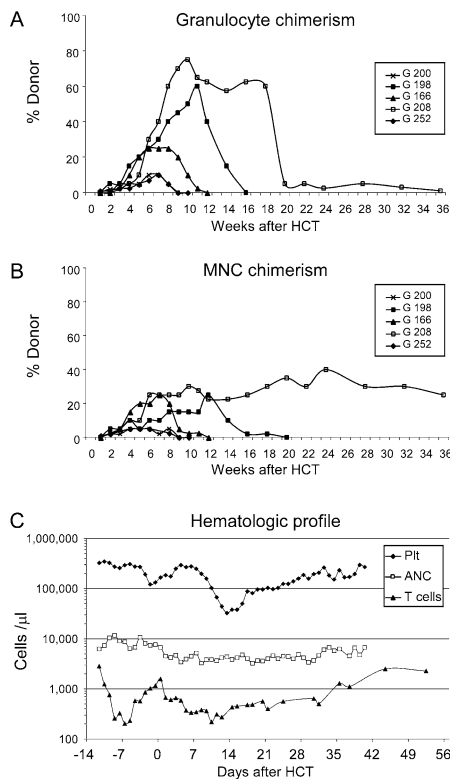 A
Granulocyte chimerism
% Donor
100
80
60
40
20
0
G 200
G 198
G 166
G 208
G 252
0 2 4 6 8 10 12 14 16 18 20 22 24 26 28 30 32 34 36
Weeks after HCT
B
MNC chimerism
% Donor
100
80
60
40
20
0
G 200
G 198
G 166
G 208
G 252
0 2 4 6 8 10 12 14 16 18 20 22 24 26 28 30 32 34 36
Weeks after HCT
C
Hematologic profile
Cells /µl
1,000,000
100,000
10,000
1,000
100
Plt
ANC
T cells
-14 -7 0 7 14 21 28 35 42 49 56
Days after HCT